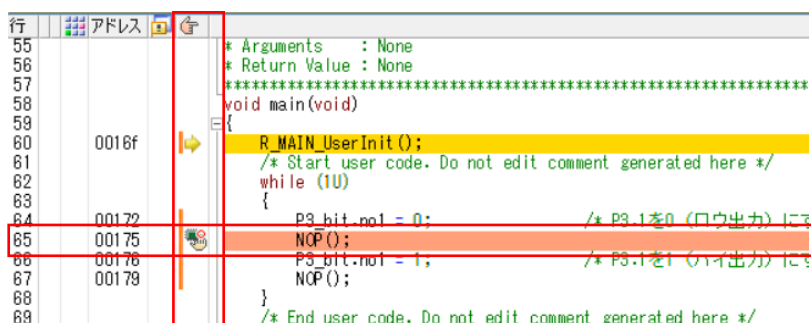 行 アドレス
55 * Arguments : None
56 * Return Value : None
57 ************************************************************************
58 void main(void)
59 {
60 0016f R_MAIN_UserInit();
61 /* Start user code. Do not edit comment generated here */
62 while (1U)
63 {
64 00172 P3_bit.no1 = 0; /* P3.1を0（ロウ出力）にす
65 00175 NOP();
66 00176 P3_bit.no1 = 1; /* P3.1を1（ハイ出力）にす
67 00179 NOP();
68 }
69 /* End user code. Do not edit comment generated here */